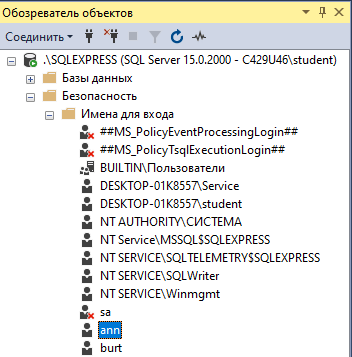 Обозреватель объектов
Соединить
.\SQLEXPRESS (SQL Server 15.0.2000 - C429U46\student)
Базы данных
Безопасность
Имена для входа
##MS_PolicyEventProcessingLogin##
##MS_PolicyTsqlExecutionLogin##
BUILTIN\Пользователи
DESKTOP-01K8557\Service
DESKTOP-01K8557\student
NT AUTHORITY\СИСТЕМА
NT Service\MSSQL$SQLEXPRESS
NT SERVICE\SQLTELEMETRY$SQLEXPRESS
NT SERVICE\SQLWriter
NT SERVICE\Winmgmt
sa
ann
burt